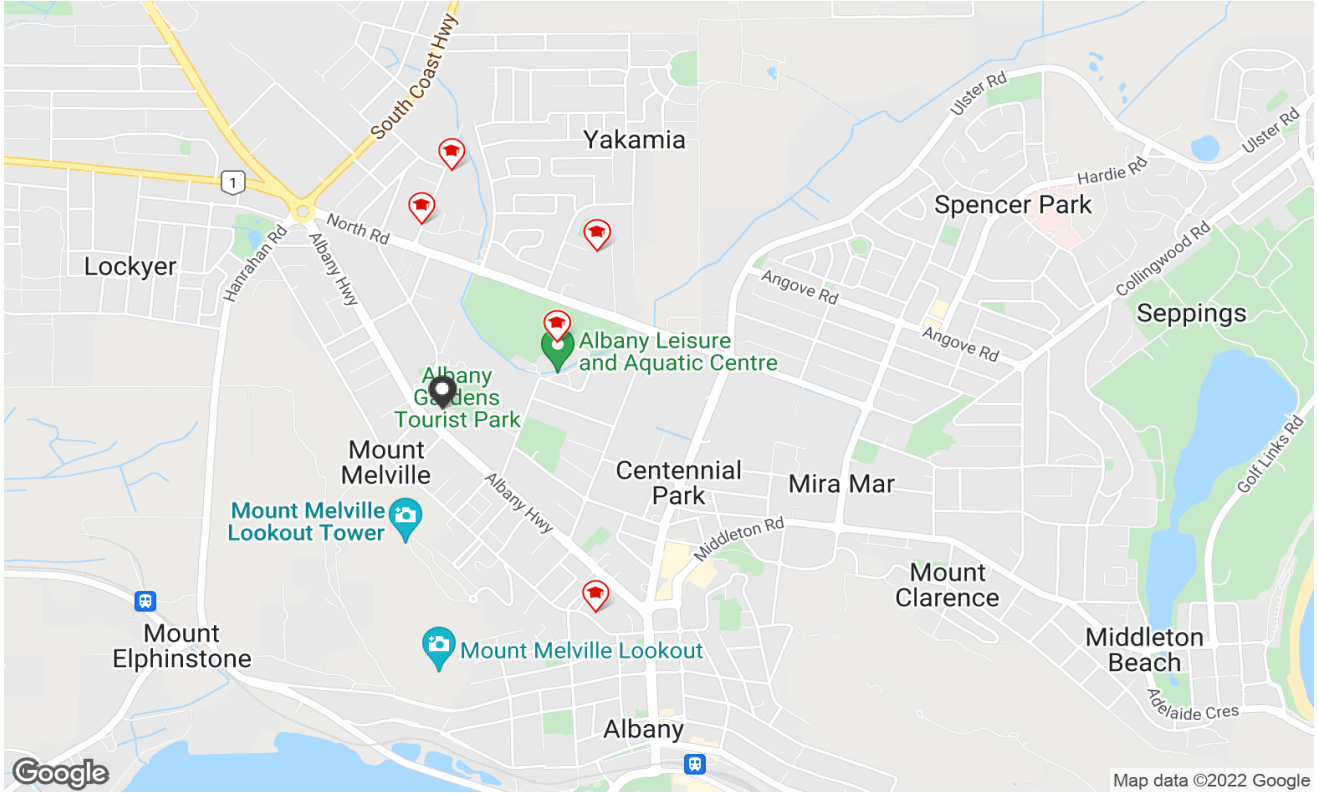 South Coast Hwy
Yakamia
Ulster Rd
Ulster Rd
Hardie Rd
1
Spencer Park
North Rd
Hanrahan Rd
Albany Hwy
Lockyer
Collingwood Rd
Angove Rd
Seppings
Angove Rd
Albany Leisure
and Aquatic Centre
Albany
Gardens
Tourist Park
Mount
Melville
Golf Links Rd
Centennial
Park
Mira Mar
Albany Hwy
Mount Melville
Lookout Tower
Middleton Rd
Mount
Clarence
Mount
Elphinstone
Middleton
Beach
Mount Melville Lookout
Adelaide Cres
Albany
Google
Map data ©2022 Google